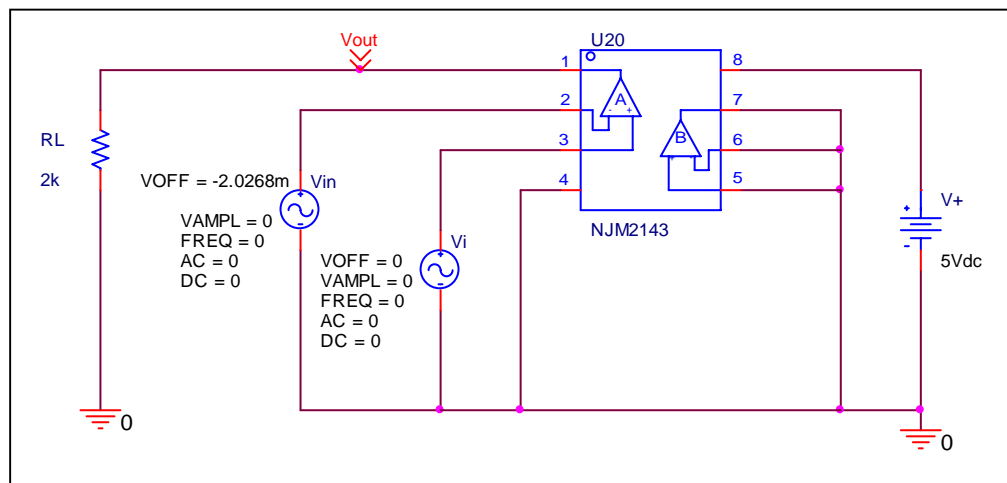 Vout
U20
1
8
A
-
+
2
7
B
+
-
3
6
4
5
NJM2143
RL
2k
VOFF = -2.0268m
Vin
+
-
VAMPL = 0
FREQ = 0
AC = 0
DC = 0
Vi
+
-
VOFF = 0
VAMPL = 0
FREQ = 0
AC = 0
DC = 0
V+
+
-
5Vdc
0
0